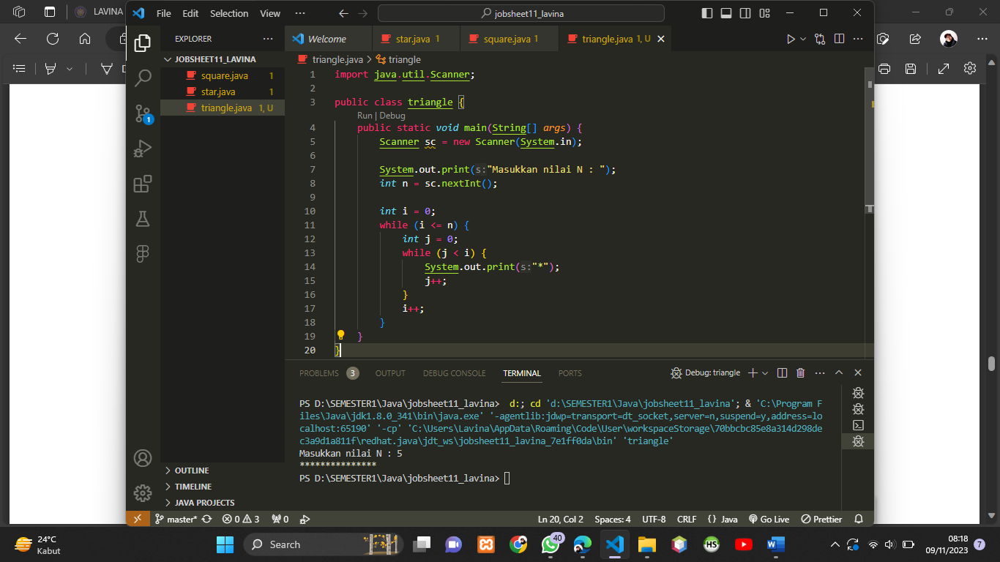 LAVINA
File Edit Selection View ···
jobsheet11_lavina
EXPLORER
JOBSHEET11_LAVINA
square.java 1
star.java 1
triangle.java 1, U
OUTLINE
TIMELINE
JAVA PROJECTS
Welcome
star.java 1
square.java 1
triangle.java 1, U
triangle.java > triangle
1 import java.util.Scanner;
2
3 public class triangle {
Run | Debug
4 public static void main(String[] args) {
5 Scanner sc = new Scanner(System.in);
6
7 System.out.print(s:"Masukkan nilai N : ");
8 int n = sc.nextInt();
9
10 int i = 0;
11 while (i <= n) {
12 int j = 0;
13 while (j < i) {
14 System.out.print(s:"*");
15 j++;
16 }
17 i++;
18 }
19 }
20 }
PROBLEMS 3 OUTPUT DEBUG CONSOLE TERMINAL PORTS
Debug: triangle
PS D:\SEMESTER1\Java\jobsheet11_lavina> d:; cd 'd:\SEMESTER1\Java\jobsheet11_lavina'; & 'C:\Program F
iles\Java\jdk1.8.0_341\bin\java.exe' '-agentlib:jdwp=transport=dt_socket,server=n,suspend=y,address=lo
calhost:65190' '-cp' 'C:\Users\Lavina\AppData\Roaming\Code\User\workspaceStorage\70bbcbc85e8a314d298de
c3a9d1a811f\redhat.java\jdt_ws\jobsheet11_lavina_7e1ff0da\bin' 'triangle'
Masukkan nilai N : 5
***************
PS D:\SEMESTER1\Java\jobsheet11_lavina>
1
master* 0 3 0
Ln 20, Col 2 Spaces: 4 UTF-8 CRLF {} Java Go Live Prettier
24°C
Kabut
Search
40
HS
08:18
09/11/2023
7